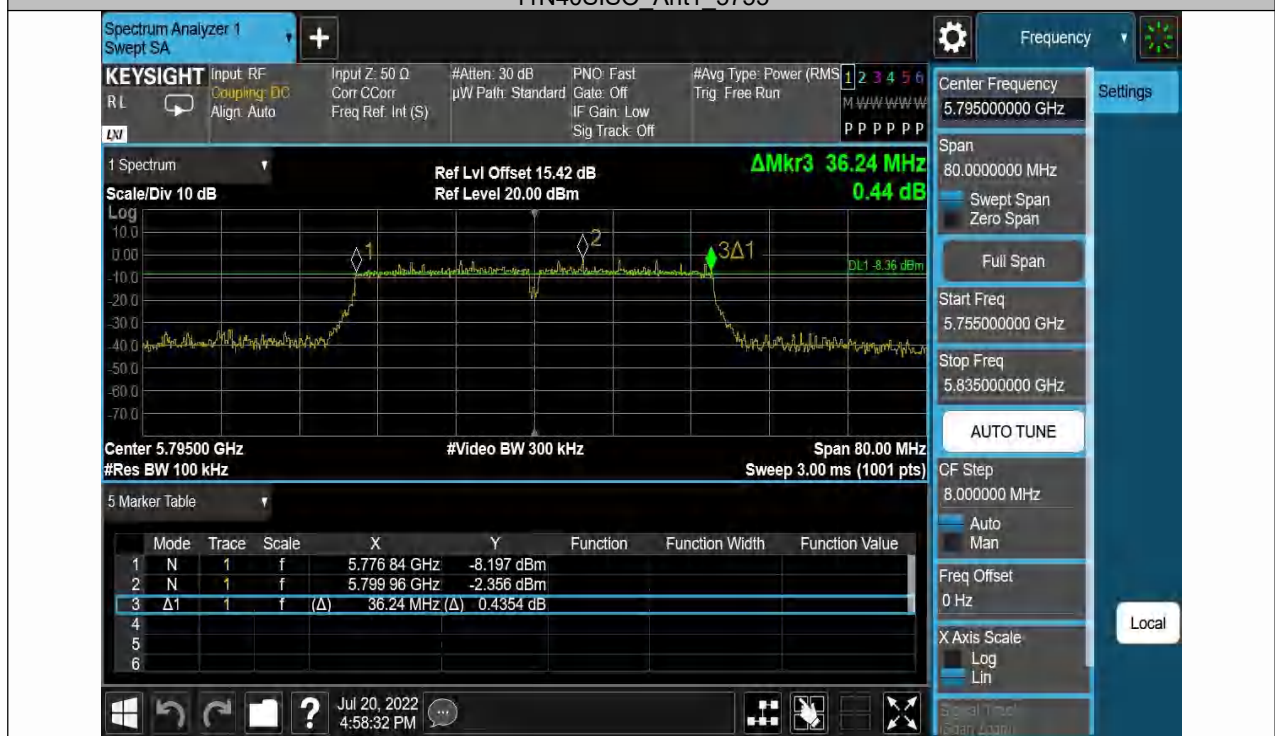 Spectrum Analyzer 1
Swept SA
+
Frequency
KEYSIGHT
RL
LXI
Input: RF
Coupling: DC
Align: Auto
Input Z: 50 Ω
Corr CCorr
Freq Ref: Int (S)
#Atten: 30 dB
µW Path: Standard
PNO: Fast
Gate: Off
IF Gain: Low
Sig Track: Off
#Avg Type: Power (RMS
Trig: Free Run
1 2 3 4 5 6
M W W W W W
P P P P P P
1 Spectrum
Scale/Div 10 dB
Ref Lvl Offset 15.42 dB
Ref Level 20.00 dBm
ΔMkr3 36.24 MHz
0.44 dB
Log
10.0
0.00
-10.0
-20.0
-30.0
-40.0
-50.0
-60.0
-70.0
1
2
3Δ1
DL1 -8.36 dBm
Center 5.79500 GHz
#Video BW 300 kHz
Span 80.00 MHz
#Res BW 100 kHz
Sweep 3.00 ms (1001 pts)
5 Marker Table
Mode Trace Scale X Y Function Function Width Function Value
1 N 1 f 5.776 84 GHz -8.197 dBm
2 N 1 f 5.799 96 GHz -2.356 dBm
3 Δ1 1 f (Δ) 36.24 MHz (Δ) 0.4354 dB
4
5
6
?
Jul 20, 2022
4:58:32 PM
Center Frequency
5.795000000 GHz
Settings
Span
80.0000000 MHz
Swept Span
Zero Span
Full Span
Start Freq
5.755000000 GHz
Stop Freq
5.835000000 GHz
AUTO TUNE
CF Step
8.000000 MHz
Auto
Man
Freq Offset
0 Hz
X Axis Scale
Log
Lin
Local